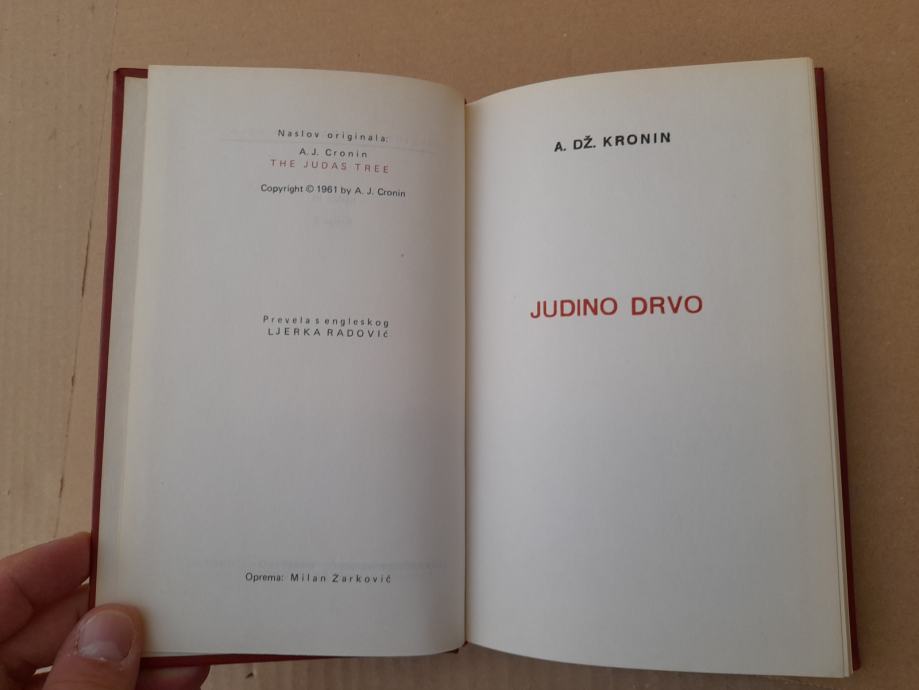 Naslov originala:
A. J. Cronin
THE JUDAS TREE
Copyright © 1961 by A. J. Cronin
Prevela s engleskog
LJERKA RADOVIĆ
Oprema: Milan Žarković
A. DŽ. KRONIN
JUDINO DRVO